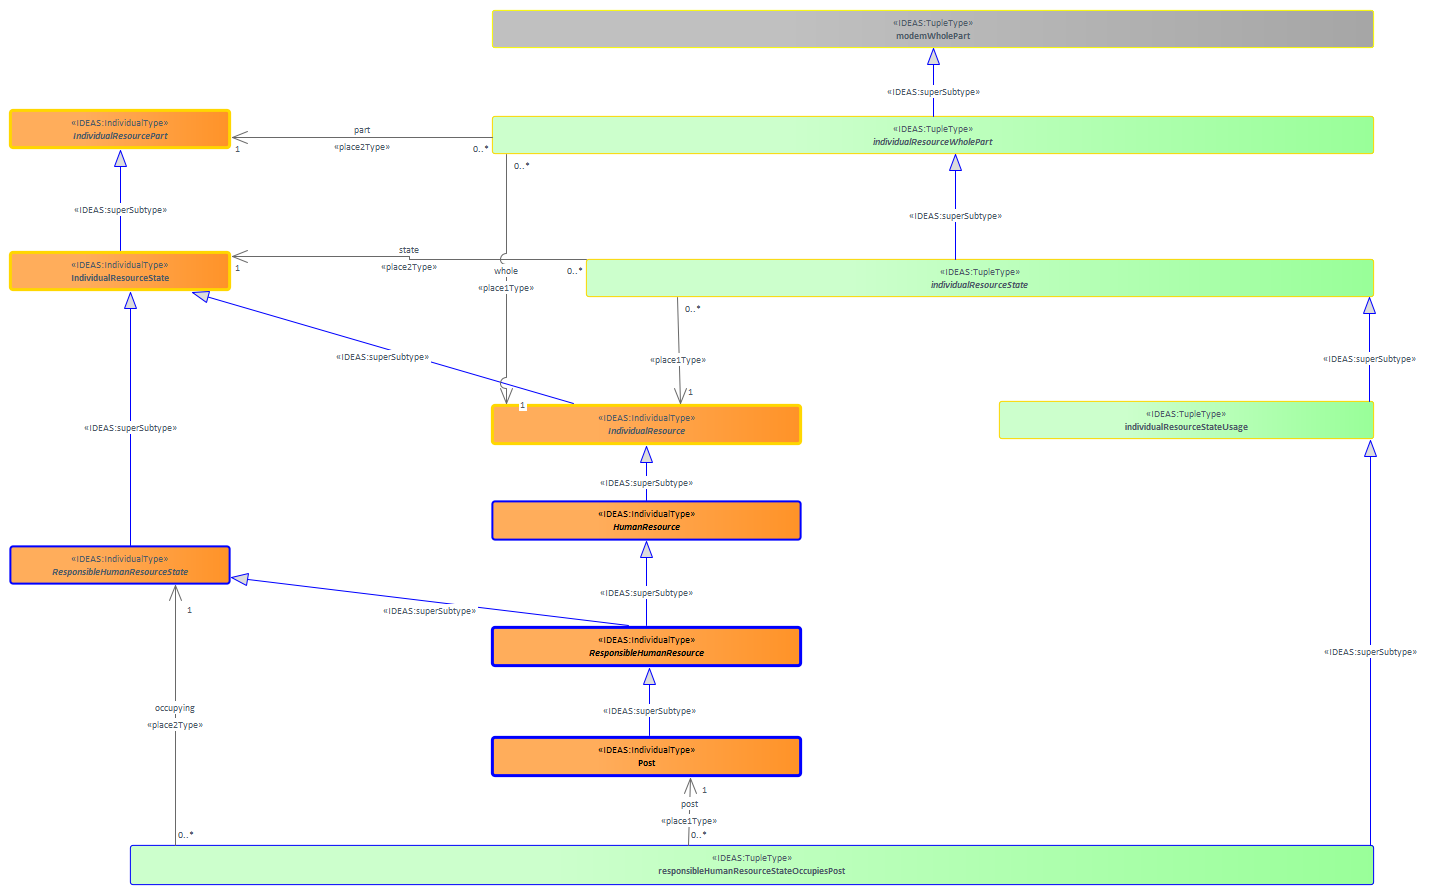 «IDEAS:TupleType»
modemWholePart
«IDEAS:superSubtype»
«IDEAS:IndividualType»
IndividualResourcePart
part
«place2Type»
1
0..*
«IDEAS:TupleType»
individualResourceWholePart
0..*
«IDEAS:superSubtype»
«IDEAS:superSubtype»
«IDEAS:IndividualType»
IndividualResourceState
state
«place2Type»
1
0..*
whole
«place1Type»
«IDEAS:TupleType»
individualResourceState
0..*
«IDEAS:superSubtype»
«place1Type»
«IDEAS:superSubtype»
1
1
«IDEAS:IndividualType»
IndividualResource
«IDEAS:TupleType»
individualResourceStateUsage
«IDEAS:superSubtype»
«IDEAS:superSubtype»
«IDEAS:IndividualType»
HumanResource
«IDEAS:IndividualType»
ResponsibleHumanResourceState
«IDEAS:superSubtype»
1
«IDEAS:superSubtype»
«IDEAS:IndividualType»
ResponsibleHumanResource
«IDEAS:superSubtype»
occupying
«place2Type»
«IDEAS:superSubtype»
«IDEAS:IndividualType»
Post
1
post
«place1Type»
0..*
0..*
«IDEAS:TupleType»
responsibleHumanResourceStateOccupiesPost